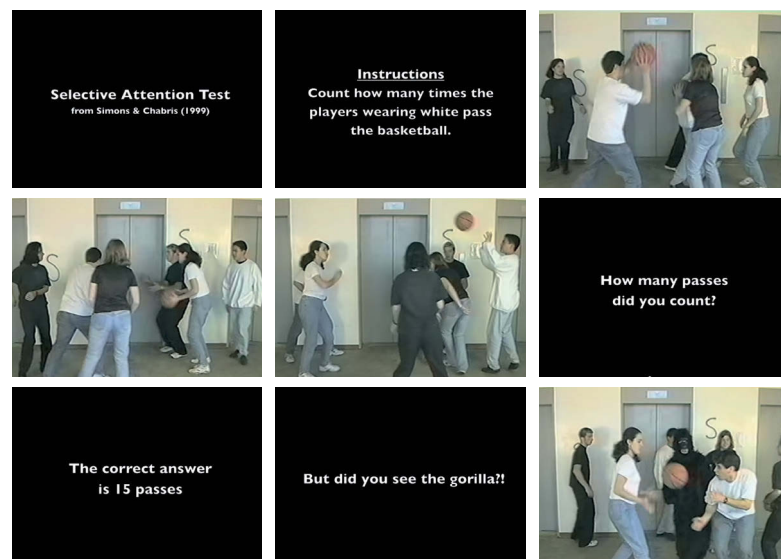 Selective Attention Test
from Simons & Chabris (1999)
Instructions
Count how many times the
players wearing white pass
the basketball.
S
S
S
S
How many passes
did you count?
The correct answer
is 15 passes
But did you see the gorilla?!
S